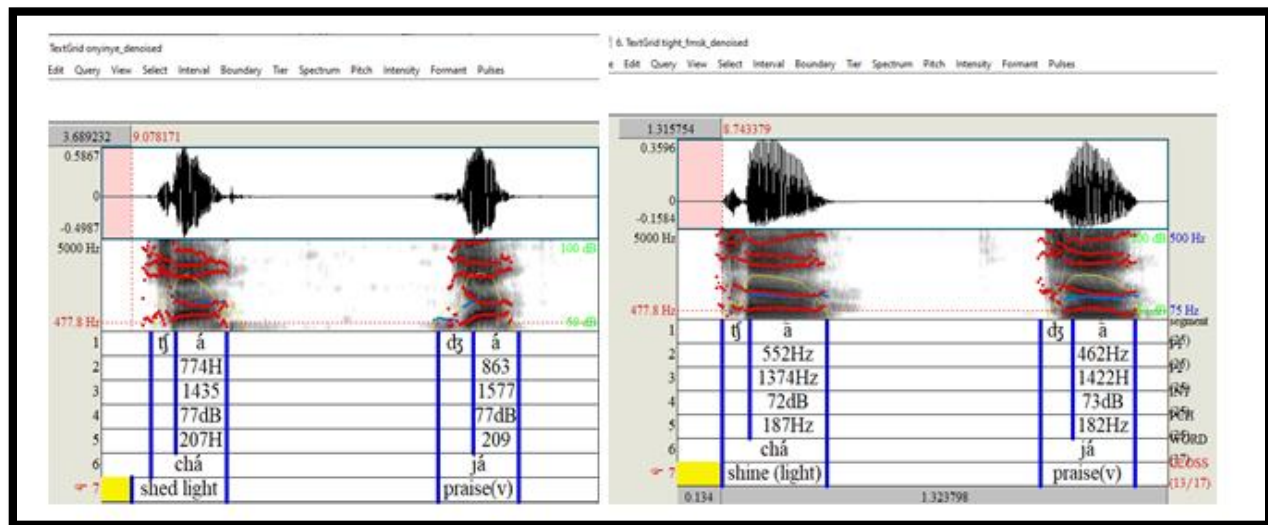 TextGrid onyinye_denoised
Edit Query View Select Interval Boundary Tier Spectrum Pitch Intensity Formant Pulses
3.689232 9.078171
0.5867
0
-0.4987
5000 Hz 100 dB
477.8 Hz 50 dB
1 tʃ á dʒ á
2 774H 863
3 1435 1577
4 77dB 77dB
5 207H 209
6 chá já
7 shed light praise(v)
6. TextGrid tight_fmsk_denoised
Edit Query View Select Interval Boundary Tier Spectrum Pitch Intensity Formant Pulses
1.315754 8.743379
0.3596
0
-0.1584
5000 Hz 100 dB 500 Hz
477.8 Hz 75 Hz
1 tʃ ā dʒ ā segment
2 552Hz 462Hz
3 1374Hz 1422H
4 72dB 73dB
5 187Hz 182Hz
6 chá já WORD
7 shine (light) praise(v) GLOSS
(13/17)
0.134 1.323798